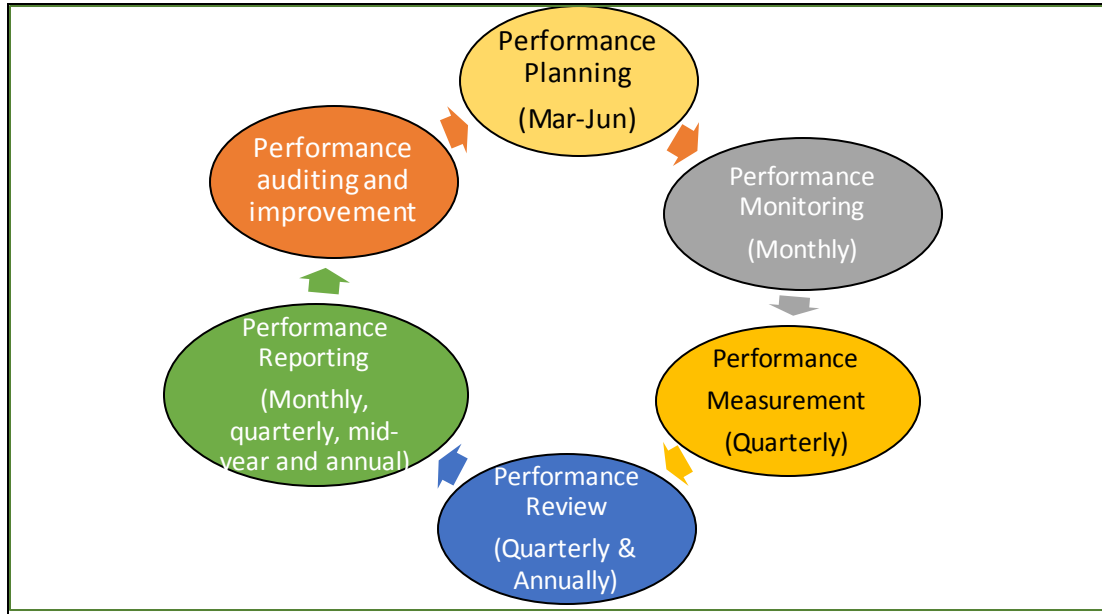 Performance
Planning
(Mar-Jun)
Performance
Monitoring
(Monthly)
Performance
Measurement
(Quarterly)
Performance
Review
(Quarterly &
Annually)
Performance
Reporting
(Monthly,
quarterly, mid-
year and annual)
Performance
auditing and
improvement